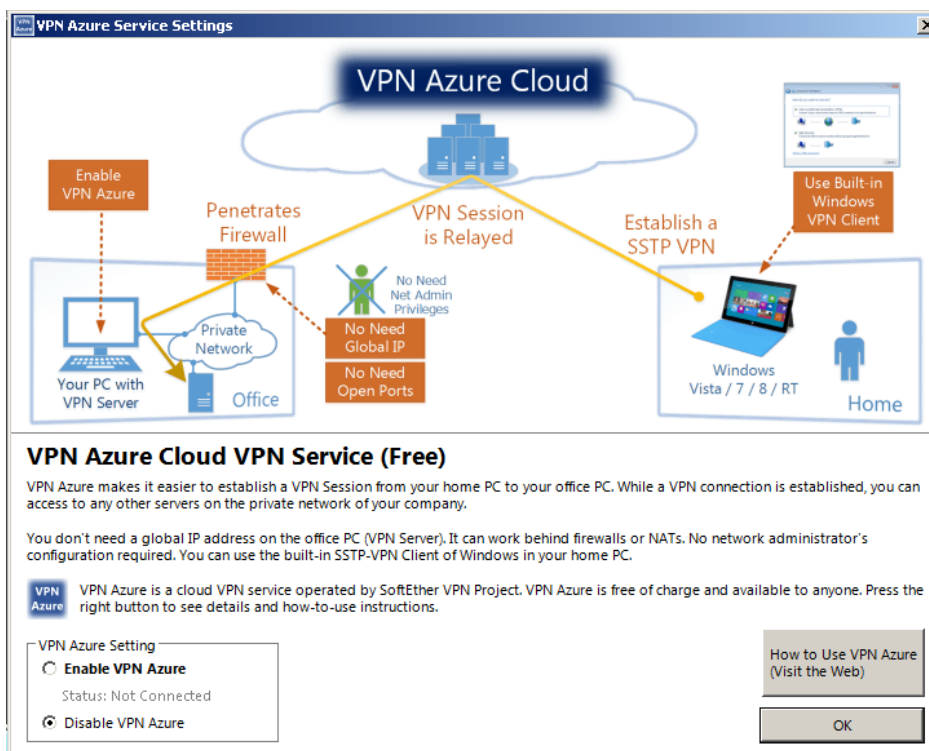 VPN Azure Service Settings
VPN Azure Cloud
Enable
VPN Azure
Penetrates
Firewall
VPN Session
is Relayed
Establish a
SSTP VPN
Use Built-in
Windows
VPN Client
No Need
Net Admin
Privileges
No Need
Global IP
No Need
Open Ports
Private
Network
Your PC with
VPN Server
Office
Windows
Vista / 7 / 8 / RT
Home
VPN Azure Cloud VPN Service (Free)
VPN Azure makes it easier to establish a VPN Session from your home PC to your office PC. While a VPN connection is established, you can
access to any other servers on the private network of your company.
You don't need a global IP address on the office PC (VPN Server). It can work behind firewalls or NATs. No network administrator's
configuration required. You can use the built-in SSTP-VPN Client of Windows in your home PC.
VPN
Azure
VPN Azure is a cloud VPN service operated by SoftEther VPN Project. VPN Azure is free of charge and available to anyone. Press the
right button to see details and how-to-use instructions.
VPN Azure Setting
Enable VPN Azure
Status: Not Connected
Disable VPN Azure
How to Use VPN Azure
(Visit the Web)
OK